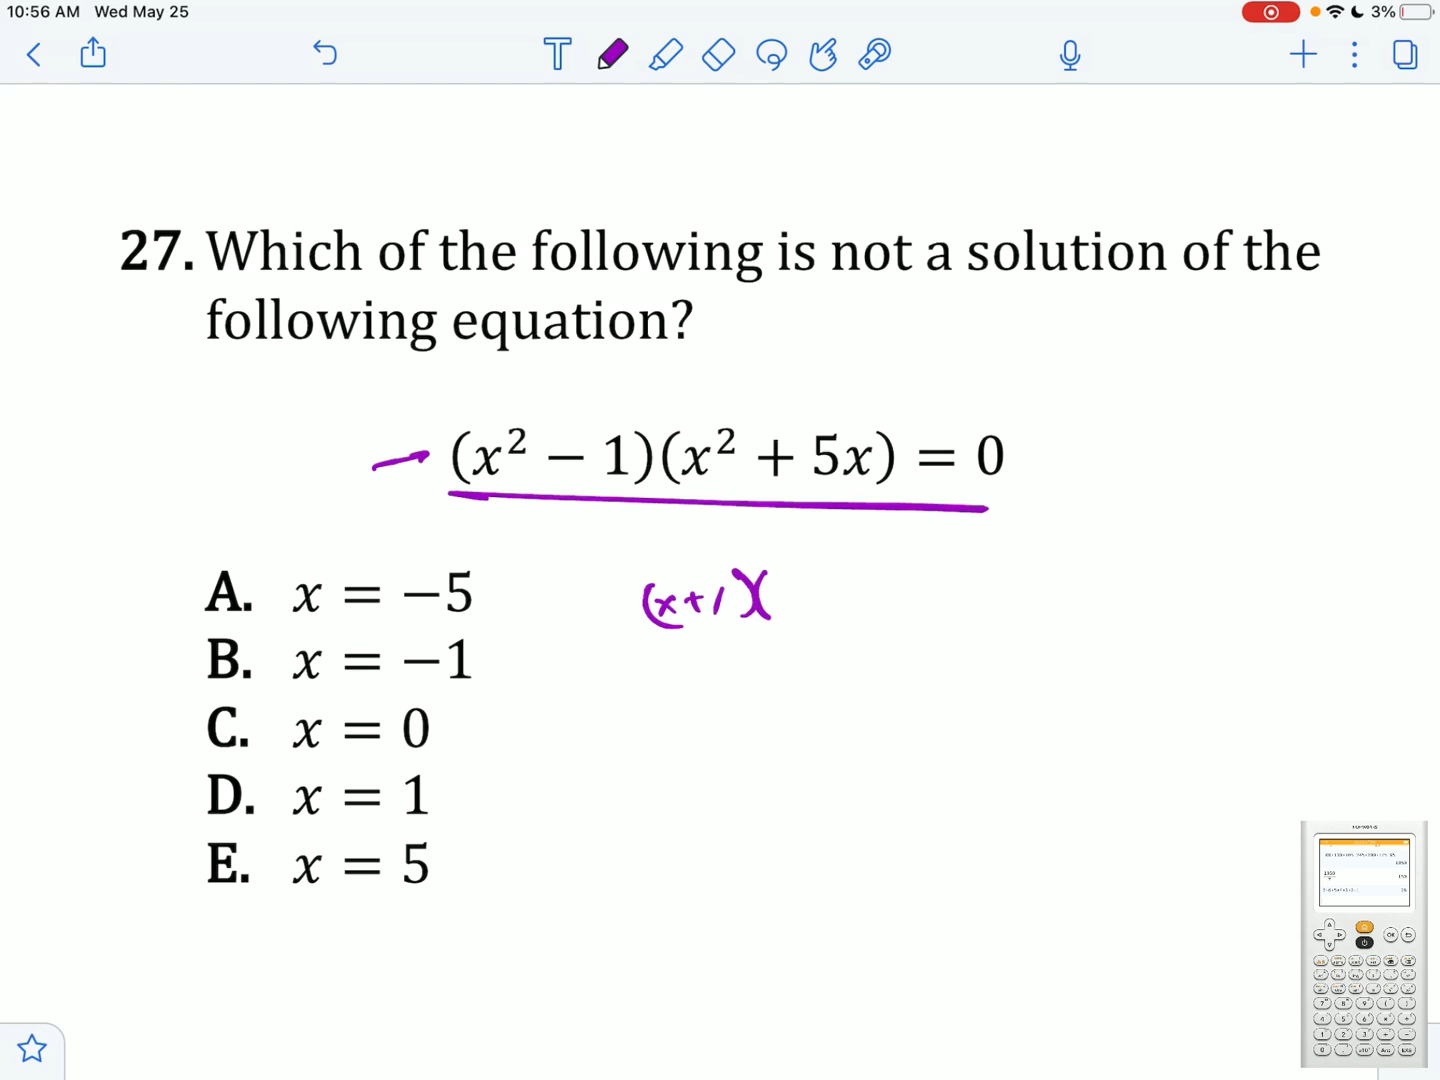 10:56 AM Wed May 25
3%
27. Which of the following is not a solution of the
following equation?
(x² − 1)(x² + 5x) = 0
A. x = −5
(x+1)(
B. x = −1
C. x = 0
D. x = 1
E. x = 5